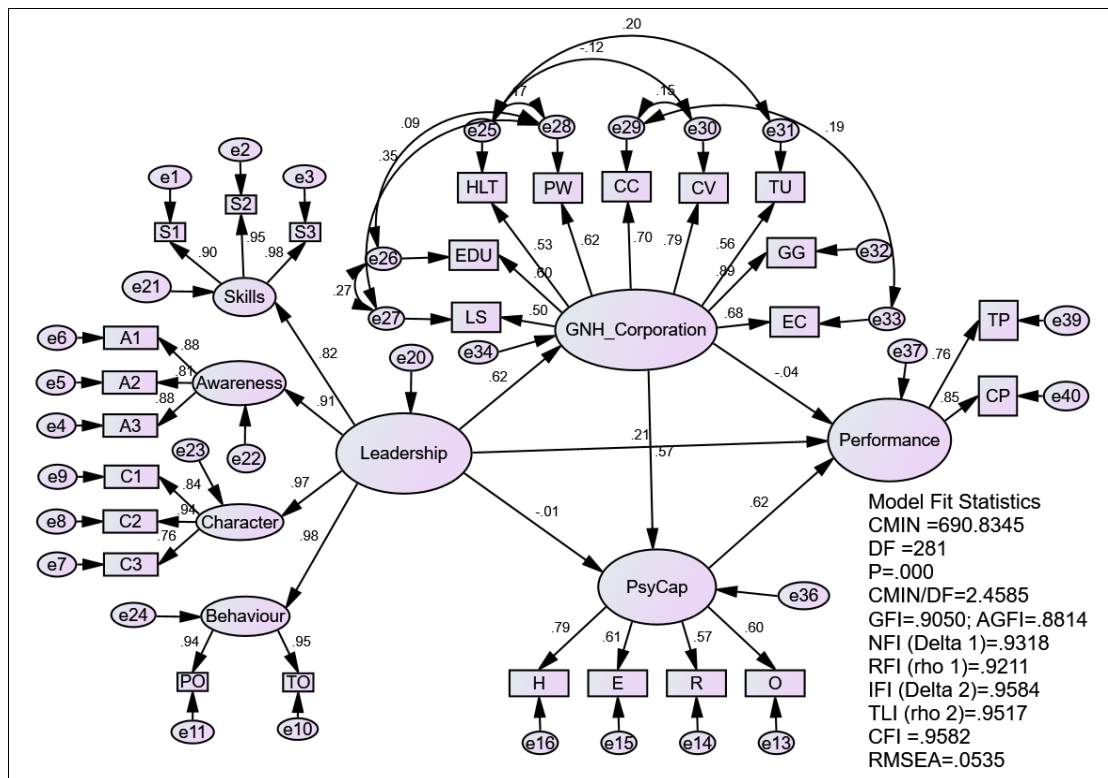 .20
-.12
.17
.15
.09
.35
.19
e25
e28
e29
e30
e31
e2
e1
e3
HLT
PW
CC
CV
TU
S2
S1
S3
.90
.95
.98
.53
.62
.70
.79
.56
e26
EDU
.60
.89
GG
e32
e21
Skills
.27
e27
LS
.50
GNH_Corporation
.68
EC
e33
TP
e39
e34
e6
A1
.88
.82
e20
.62
-.04
e37
.76
e5
A2
.81
Awareness
.91
.85
CP
e40
e4
A3
.88
e22
e23
Leadership
.21
.57
Performance
e9
C1
.84
.97
e8
C2
.94
Character
-.01
.62
e7
C3
.76
.98
e24
Behaviour
PsyCap
e36
.94
.95
.79
.61
.57
.60
PO
TO
H
E
R
O
e11
e10
e16
e15
e14
e13
Model Fit Statistics
CMIN =690.8345
DF =281
P=.000
CMIN/DF=2.4585
GFI=.9050; AGFI=.8814
NFI (Delta 1)=.9318
RFI (rho 1)=.9211
IFI (Delta 2)=.9584
TLI (rho 2)=.9517
CFI =.9582
RMSEA=.0535